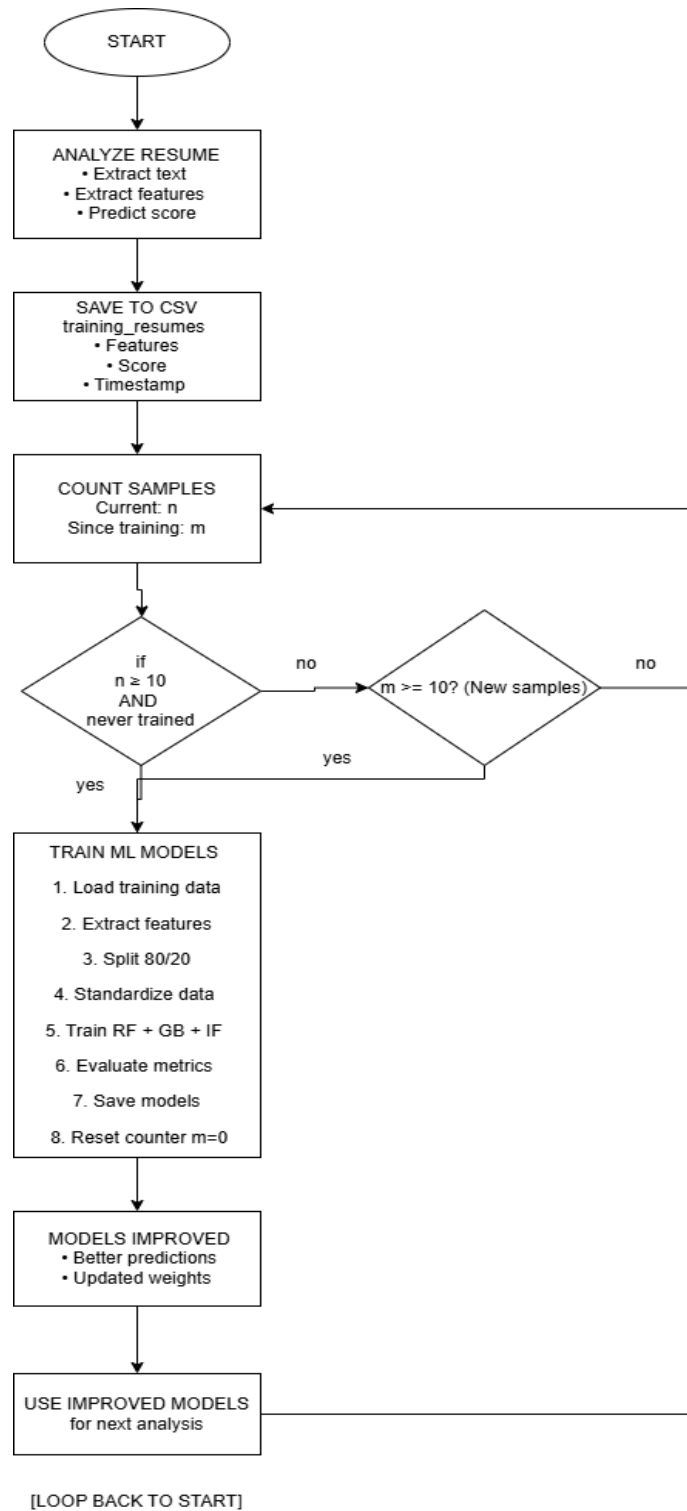 START
ANALYZE RESUME
• Extract text
• Extract features
• Predict score
SAVE TO CSV
training_resumes
• Features
• Score
• Timestamp
COUNT SAMPLES
Current: n
Since training: m
if
n ≥ 10
AND
never trained
no
m >= 10? (New samples)
no
yes
yes
TRAIN ML MODELS
1. Load training data
2. Extract features
3. Split 80/20
4. Standardize data
5. Train RF + GB + IF
6. Evaluate metrics
7. Save models
8. Reset counter m=0
MODELS IMPROVED
• Better predictions
• Updated weights
USE IMPROVED MODELS
for next analysis
[LOOP BACK TO START]